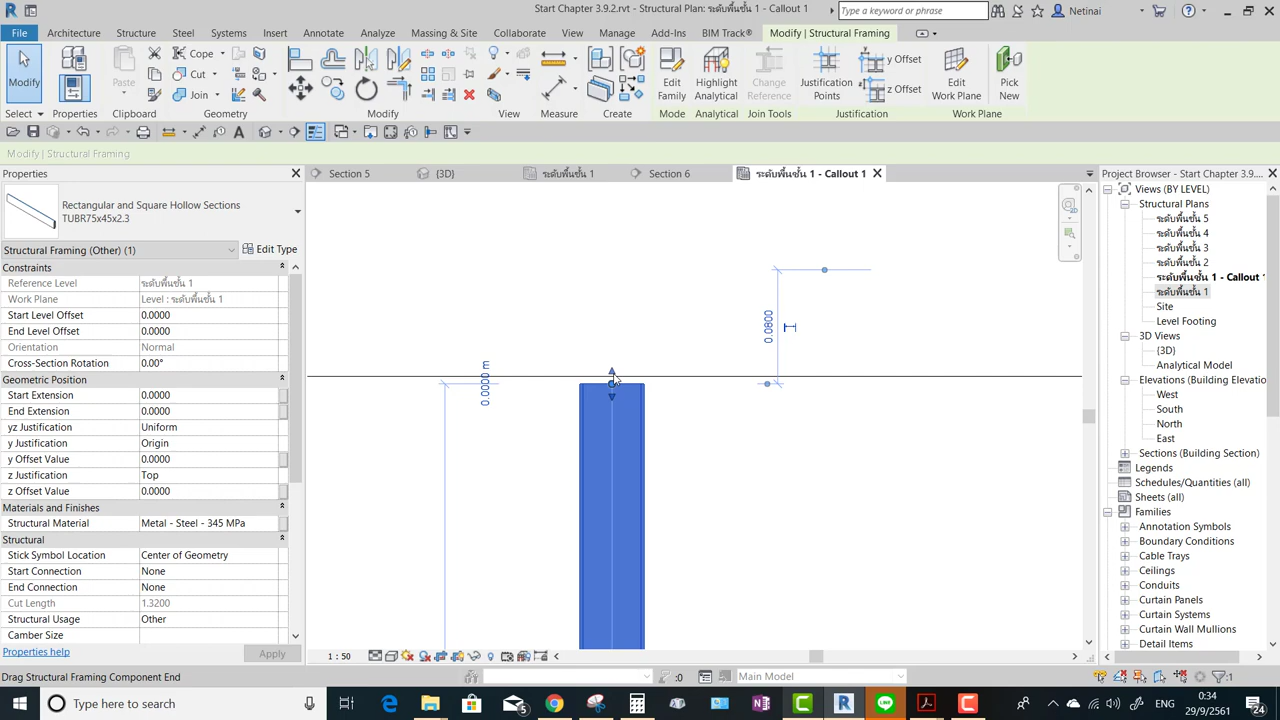 Start Chapter 3.9.2.rvt - Structural Plan: ระดับพื้นชั้น 1 - Callout 1
Type a keyword or phrase
Netinai
File Architecture Structure Steel Systems Insert Annotate Analyze Massing & Site Collaborate View Manage Add-Ins BIM Track® Modify | Structural Framing
Modify
Paste
Cope
Cut
Join
Edit Family
Highlight Analytical
Change Reference
Justification Points
y Offset
z Offset
Edit Work Plane
Pick New
Select Properties Clipboard Geometry Modify View Measure Create Mode Analytical Join Tools Justification Work Plane
Modify | Structural Framing
Properties
Section 5
{3D}
ระดับพื้นชั้น 1
Section 6
ระดับพื้นชั้น 1 - Callout 1
Project Browser - Start Chapter 3.9...
Rectangular and Square Hollow Sections
TUBR75x45x2.3
Structural Framing (Other) (1)
Edit Type
Constraints
Reference Level ระดับพื้นชั้น 1
Work Plane Level : ระดับพื้นชั้น 1
Start Level Offset 0.0000
End Level Offset 0.0000
Orientation Normal
Cross-Section Rotation 0.00°
Geometric Position
Start Extension 0.0000
End Extension 0.0000
yz Justification Uniform
y Justification Origin
y Offset Value 0.0000
z Justification Top
z Offset Value 0.0000
Materials and Finishes
Structural Material Metal - Steel - 345 MPa
Structural
Stick Symbol Location Center of Geometry
Start Connection None
End Connection None
Cut Length 1.3200
Structural Usage Other
Camber Size
Properties help
Apply
0.0000 m
0.0800
Views (BY LEVEL)
Structural Plans
ระดับพื้นชั้น 5
ระดับพื้นชั้น 4
ระดับพื้นชั้น 3
ระดับพื้นชั้น 2
ระดับพื้นชั้น 1 - Callout
ระดับพื้นชั้น 1
Site
Level Footing
3D Views
{3D}
Analytical Model
Elevations (Building Elevatio
West
South
North
East
Sections (Building Section)
Legends
Schedules/Quantities (all)
Sheets (all)
Families
Annotation Symbols
Boundary Conditions
Cable Trays
Ceilings
Conduits
Curtain Panels
Curtain Systems
Curtain Wall Mullions
Detail Items
1 : 50
Drag Structural Framing Component End
:0
Main Model
:1
Type here to search
5
0:34
29/9/2561
24